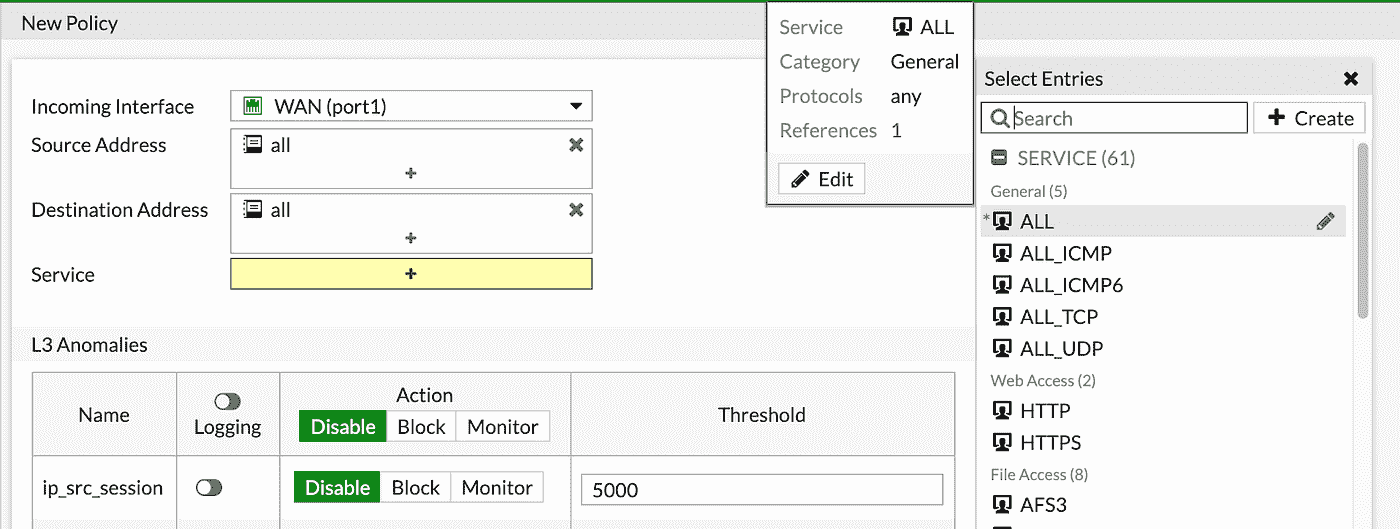 New Policy
Incoming Interface
WAN (port1)
Source Address
all
+
Destination Address
all
+
Service
+
L3 Anomalies
Name
Logging
Action
Disable Block Monitor
Threshold
ip_src_session
Disable Block Monitor
5000
Service ALL
Category General
Protocols any
References 1
Edit
Select Entries
Search
+ Create
SERVICE (61)
General (5)
* ALL
ALL_ICMP
ALL_ICMP6
ALL_TCP
ALL_UDP
Web Access (2)
HTTP
HTTPS
File Access (8)
AFS3